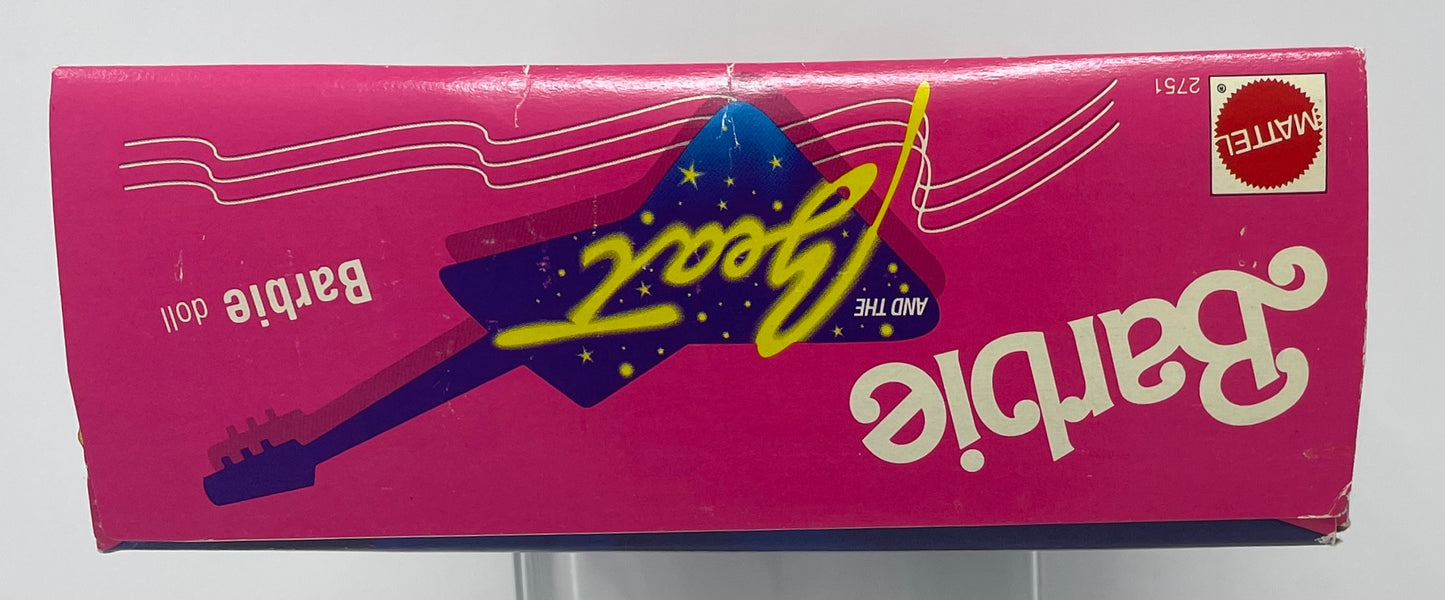 Barbie
AND THE
Beat
Barbie doll
MATTEL
®
2751